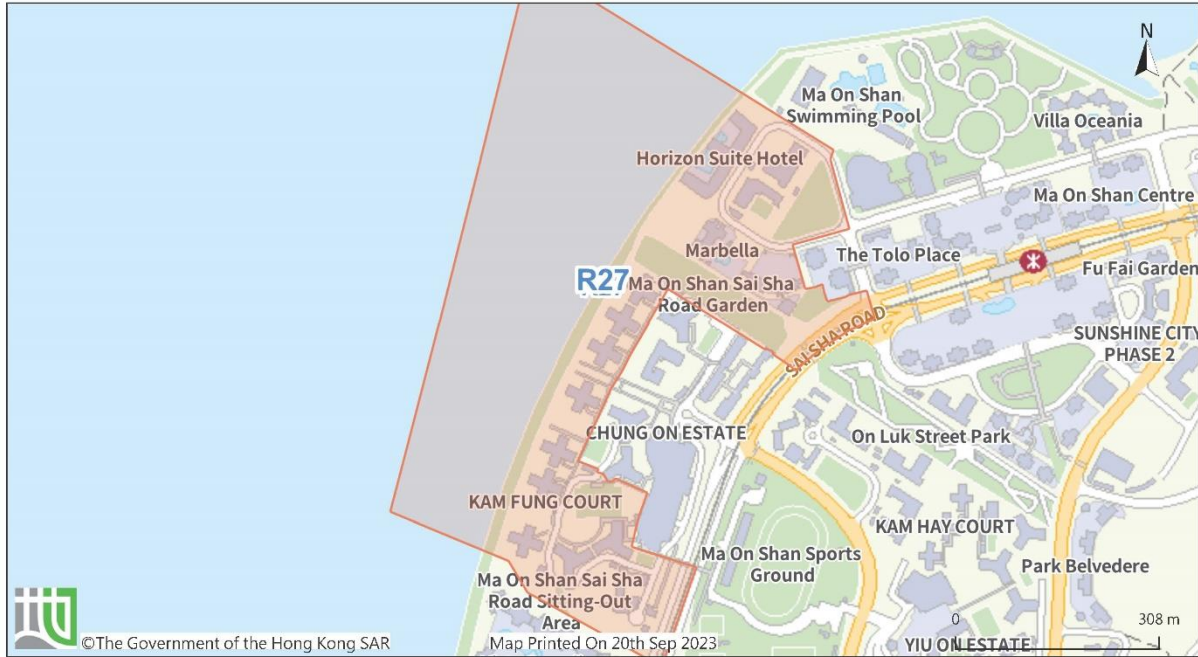 N
Ma On Shan
Swimming Pool
Villa Oceania
Horizon Suite Hotel
Ma On Shan Centre
Marbella
The Tolo Place
Fu Fai Garden
R27
Ma On Shan Sai Sha
Road Garden
SAI SHA ROAD
SUNSHINE CITY
PHASE 2
CHUNG ON ESTATE
On Luk Street Park
KAM FUNG COURT
KAM HAY COURT
Ma On Shan Sports
Ground
Park Belvedere
Ma On Shan Sai Sha
Road Sitting-Out
Area
0
308 m
©The Government of the Hong Kong SAR
Map Printed On 20th Sep 2023
YIU ON ESTATE